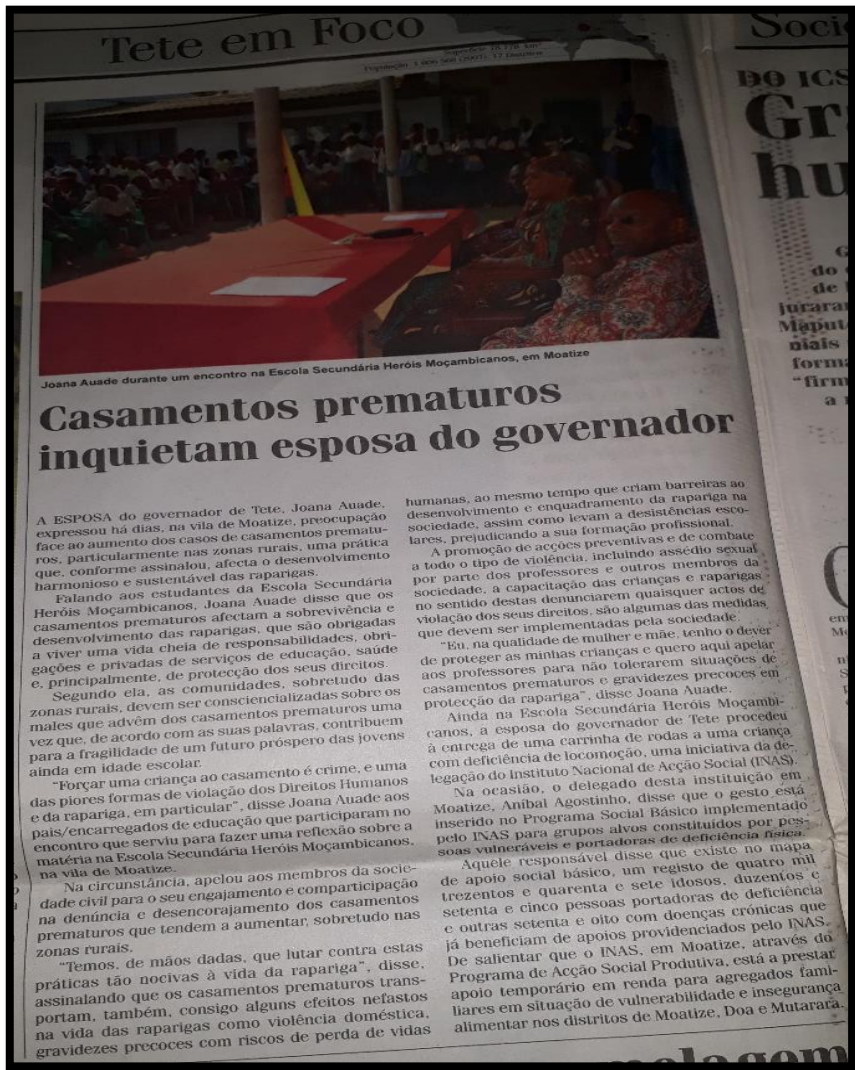 Tete em Foco
Superfície
População
Joana Auade durante um encontro na Escola Secundária Heróis Moçambicanos, em Moatize
Casamentos prematuros
inquietam esposa do governador
A ESPOSA do governador de Tete, Joana Auade,
expressou há dias, na vila de Moatize, preocupação
face ao aumento dos casos de casamentos prematu-
ros, particularmente nas zonas rurais, uma prática
que, conforme assinalou, afecta o desenvolvimento
harmonioso e sustentável das raparigas.
Falando aos estudantes da Escola Secundária
Heróis Moçambicanos, Joana Auade disse que os
casamentos prematuros afectam a sobrevivência e
desenvolvimento das raparigas, que são obrigadas
a viver uma vida cheia de responsabilidades, obri-
gações e privadas de serviços de educação, saúde
e, principalmente, de protecção dos seus direitos.
Segundo ela, as comunidades, sobretudo das
zonas rurais, devem ser consciencializadas sobre os
males que advêm dos casamentos prematuros uma
vez que, de acordo com as suas palavras, contribuem
para a fragilidade de um futuro próspero das jovens
ainda em idade escolar.
“Forçar uma criança ao casamento é crime, e uma
das piores formas de violação dos Direitos Humanos
e da rapariga, em particular”, disse Joana Auade aos
pais/encarregados de educação que participaram no
encontro que serviu para fazer uma reflexão sobre a
matéria na Escola Secundária Heróis Moçambicanos,
na vila de Moatize.
Na circunstância, apelou aos membros da socie-
dade civil para o seu engajamento e comparticipação
na denúncia e desencorajamento dos casamentos
prematuros que tendem a aumentar, sobretudo nas
zonas rurais.
“Temos, de mãos dadas, que lutar contra estas
práticas tão nocivas à vida da rapariga”, disse,
assinalando que os casamentos prematuros trans-
portam, também, consigo alguns efeitos nefastos
na vida das raparigas como violência doméstica,
gravidezes precoces com riscos de perda de vidas
humanas, ao mesmo tempo que criam barreiras ao
desenvolvimento e enquadramento da rapariga na
sociedade, assim como levam a desistências esco-
lares, prejudicando a sua formação profissional.
A promoção de acções preventivas e de combate
a todo o tipo de violência, incluindo assédio sexual
por parte dos professores e outros membros da
sociedade, a capacitação das crianças e raparigas
no sentido destas denunciarem quaisquer actos de
violação dos seus direitos, são algumas das medidas
que devem ser implementadas pela sociedade.
“Eu, na qualidade de mulher e mãe, tenho o dever
de proteger as minhas crianças e quero aqui apelar
aos professores para não tolerarem situações de
casamentos prematuros e gravidezes precoces em
protecção da rapariga”, disse Joana Auade.
Ainda na Escola Secundária Heróis Moçambi-
canos, a esposa do governador de Tete procedeu
à entrega de uma carrinha de rodas a uma criança
com deficiência de locomoção, uma iniciativa da de-
legação do Instituto Nacional de Acção Social (INAS).
Na ocasião, o delegado desta instituição em
Moatize, Aníbal Agostinho, disse que o gesto está
inserido no Programa Social Básico implementado
pelo INAS para grupos alvos constituídos por pes-
soas vulneráveis e portadoras de deficiência física.
Aquele responsável disse que existe no mapa
de apoio social básico, um registo de quatro mil
trezentos e quarenta e sete idosos, duzentos e
setenta e cinco pessoas portadoras de deficiência
e outras setenta e oito com doenças crónicas que
já beneficiam de apoios providenciados pelo INAS.
De salientar que o INAS, em Moatize, através do
Programa de Acção Social Produtiva, está a prestar
apoio temporário em renda para agregados fami-
liares em situação de vulnerabilidade e insegurança
alimentar nos distritos de Moatize, Doa e Mutarara.
Socie
DO ICS
Gr
hu
G
do
de
juraram
Maput
niais
forma
“firm
a